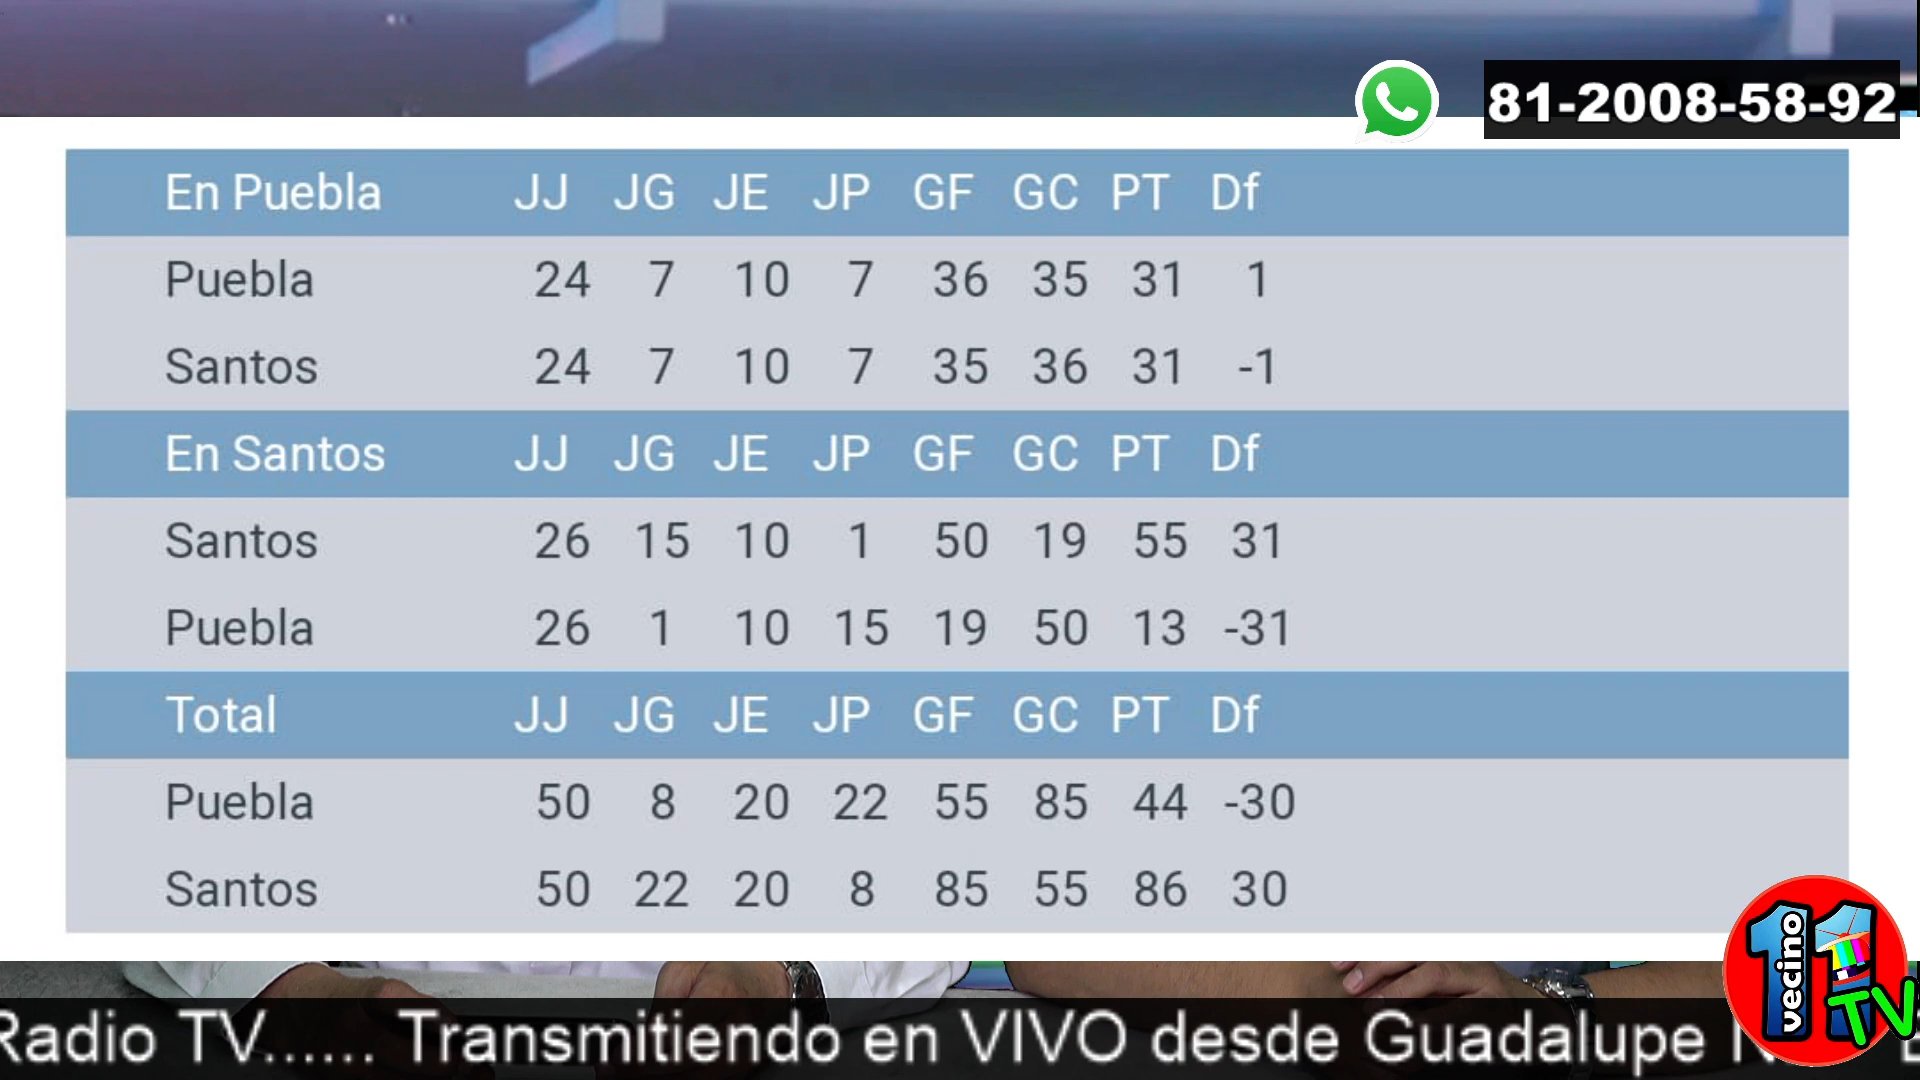 81-2008-58-92
En Puebla JJ JG JE JP GF GC PT Df
Puebla 24 7 10 7 36 35 31 1
Santos 24 7 10 7 35 36 31 -1
En Santos JJ JG JE JP GF GC PT Df
Santos 26 15 10 1 50 19 55 31
Puebla 26 1 10 15 19 50 13 -31
Total JJ JG JE JP GF GC PT Df
Puebla 50 8 20 22 55 85 44 -30
Santos 50 22 20 8 85 55 86 30
vecino 11 TV
Radio TV...... Transmitiendo en VIVO desde Guadalupe